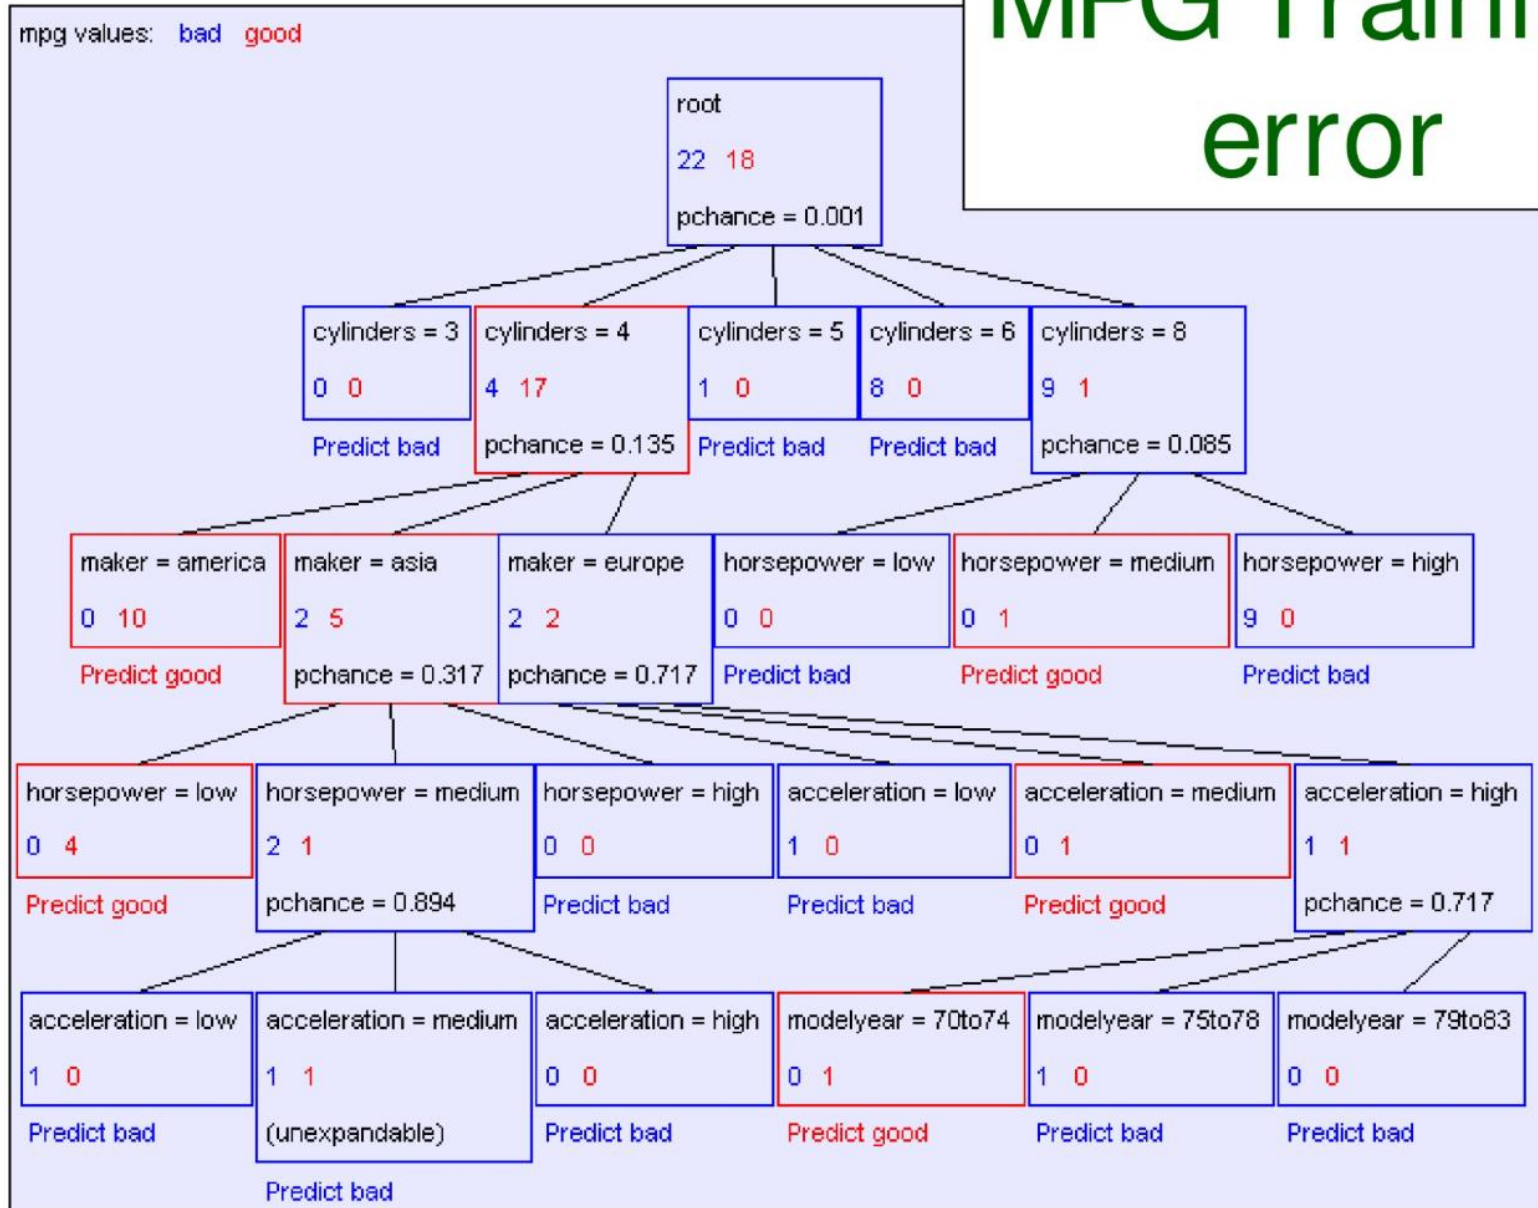 MPG Traini
error
mpg values: bad good
root
22 18
pchance = 0.001
cylinders = 3
0 0
Predict bad
cylinders = 4
4 17
pchance = 0.135
cylinders = 5
1 0
Predict bad
cylinders = 6
8 0
Predict bad
cylinders = 8
9 1
pchance = 0.085
maker = america
0 10
Predict good
maker = asia
2 5
pchance = 0.317
maker = europe
2 2
pchance = 0.717
horsepower = low
0 0
Predict bad
horsepower = medium
0 1
Predict good
horsepower = high
9 0
Predict bad
horsepower = low
0 4
Predict good
horsepower = medium
2 1
pchance = 0.894
horsepower = high
0 0
Predict bad
acceleration = low
1 0
Predict bad
acceleration = medium
0 1
Predict good
acceleration = high
1 1
pchance = 0.717
acceleration = low
1 0
Predict bad
acceleration = medium
1 1
(unexpandable)
Predict bad
acceleration = high
0 0
Predict bad
modelyear = 70to74
0 1
Predict good
modelyear = 75to78
1 0
Predict bad
modelyear = 79to83
0 0
Predict bad